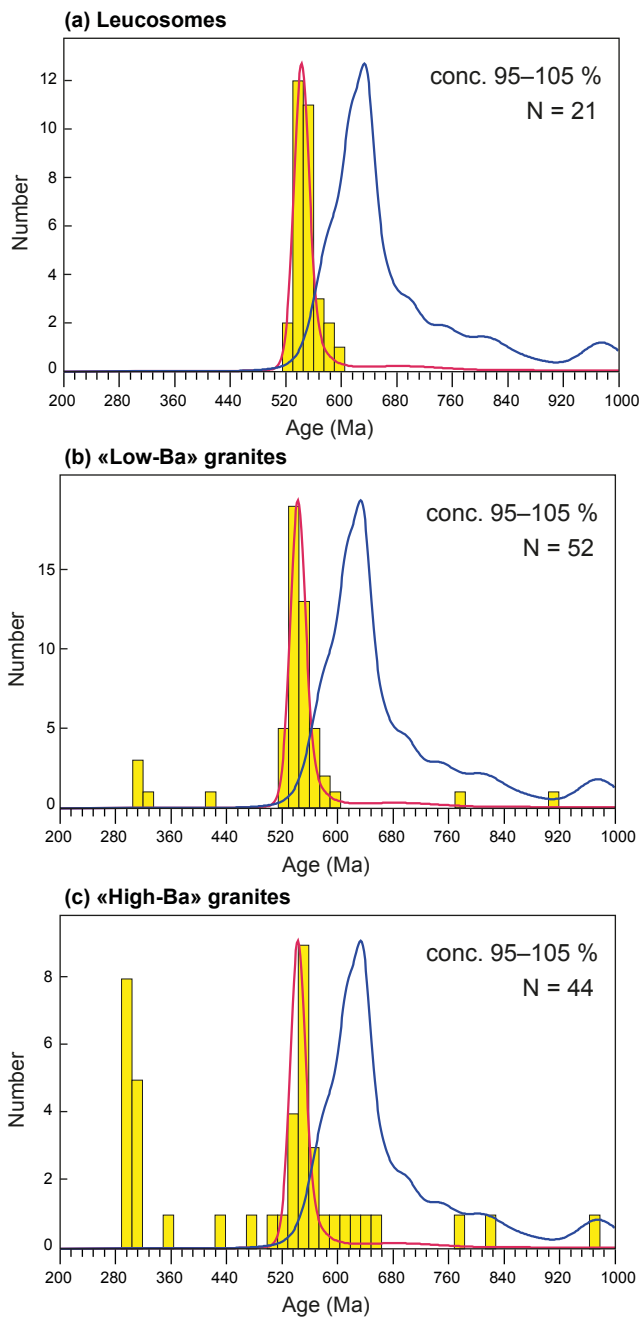 (a) Leucosomes
conc. 95–105 %
N = 21
Number
12
10
8
6
4
2
0
200 280 360 440 520 600 680 760 840 920 1000
Age (Ma)
(b) «Low-Ba» granites
conc. 95–105 %
N = 52
Number
15
10
5
0
200 280 360 440 520 600 680 760 840 920 1000
Age (Ma)
(c) «High-Ba» granites
conc. 95–105 %
N = 44
Number
8
6
4
2
0
200 280 360 440 520 600 680 760 840 920 1000
Age (Ma)